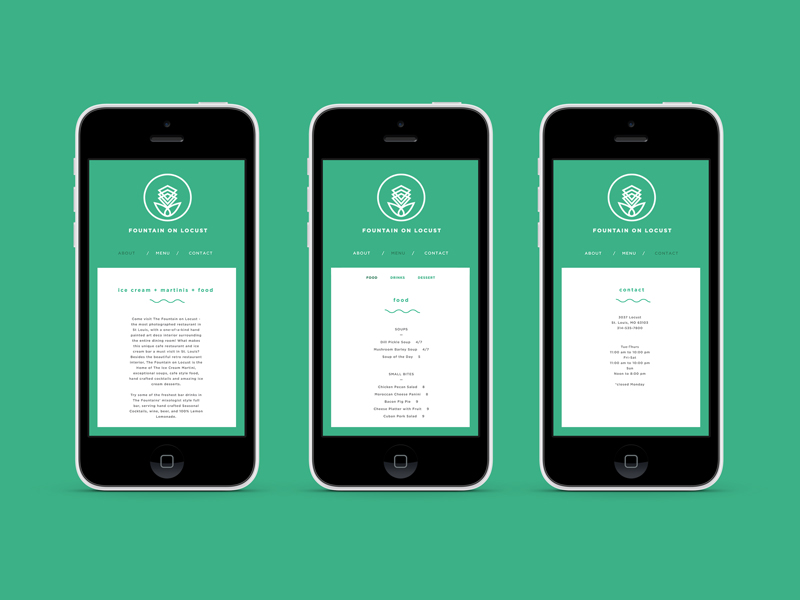 FOUNTAIN ON LOCUST
ABOUT / MENU / CONTACT
ice cream + martinis + food
Come visit The Fountain on Locust -
the most photographed restaurant in
St Louis, with a one-of-a-kind hand
painted art deco interior surrounding
the entire dining room! What makes
this unique cafe restaurant and ice
cream bar a must visit in St. Louis?
Besides the beautiful retro restaurant
interior, The Fountain on Locust is the
Home of The Ice Cream Martini,
exceptional soups, cafe style food,
hand crafted cocktails and amazing ice
cream desserts.
Try some of the Instant bar drinks in
The Fountains' mixologist style full
bar, serving hand crafted Seasonal
Cocktails, wine, beer, and 100% Lemon
Lemonade.
FOUNTAIN ON LOCUST
ABOUT / MENU / CONTACT
FOOD DRINKS DESSERT
food
SOUPS
Dill Pickle Soup 4/7
Mushroom Barley Soup 4/7
Soup of the Day 5
SMALL BITES
Chicken Pecan Salad 8
Moroccan Cheese Panini 8
Bacon Fig Pie 9
Cheese Platter with Fruit 9
Cuban Pork Salad 9
FOUNTAIN ON LOCUST
ABOUT / MENU / CONTACT
contact
3037 Locust
St. Louis, MO 63103
314-535-7800
Tue-Thurs
11:00 am to 10:00 pm
Fri-Sat
11:00 am to 12:00 pm
Sun
Noon to 8:00 pm
*closed Monday